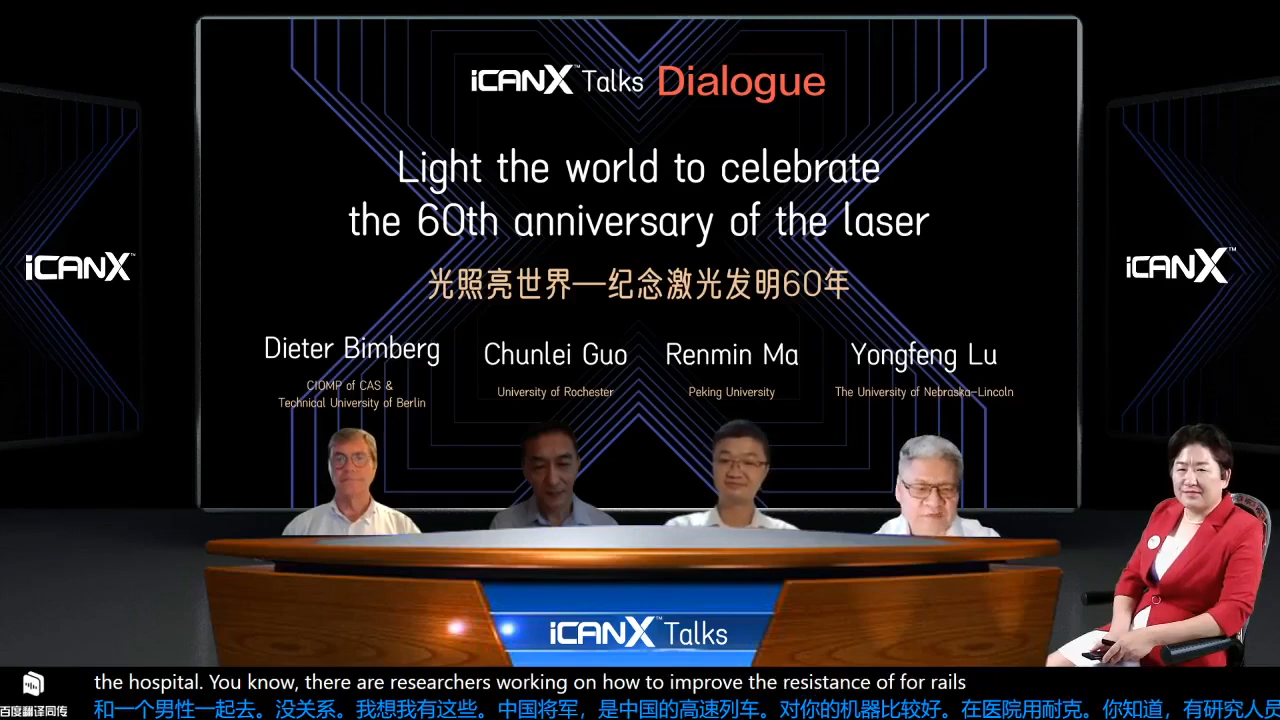 iCANX™ Talks Dialogue
Light the world to celebrate
the 60th anniversary of the laser
光照亮世界—纪念激光发明60年
Dieter Bimberg
CIOMP of CAS &
Technical University of Berlin
Chunlei Guo
University of Rochester
Renmin Ma
Peking University
Yongfeng Lu
The University of Nebraska-Lincoln
iCANX™
iCANX™
iCANX™ Talks
the hospital. You know, there are researchers working on how to improve the resistance of for rails
百度翻译同传
和一个男性一起去。没关系。我想我有这些。中国将军，是中国的高速列车。对你的机器比较好。在医院用耐克。你知道，有研究人员